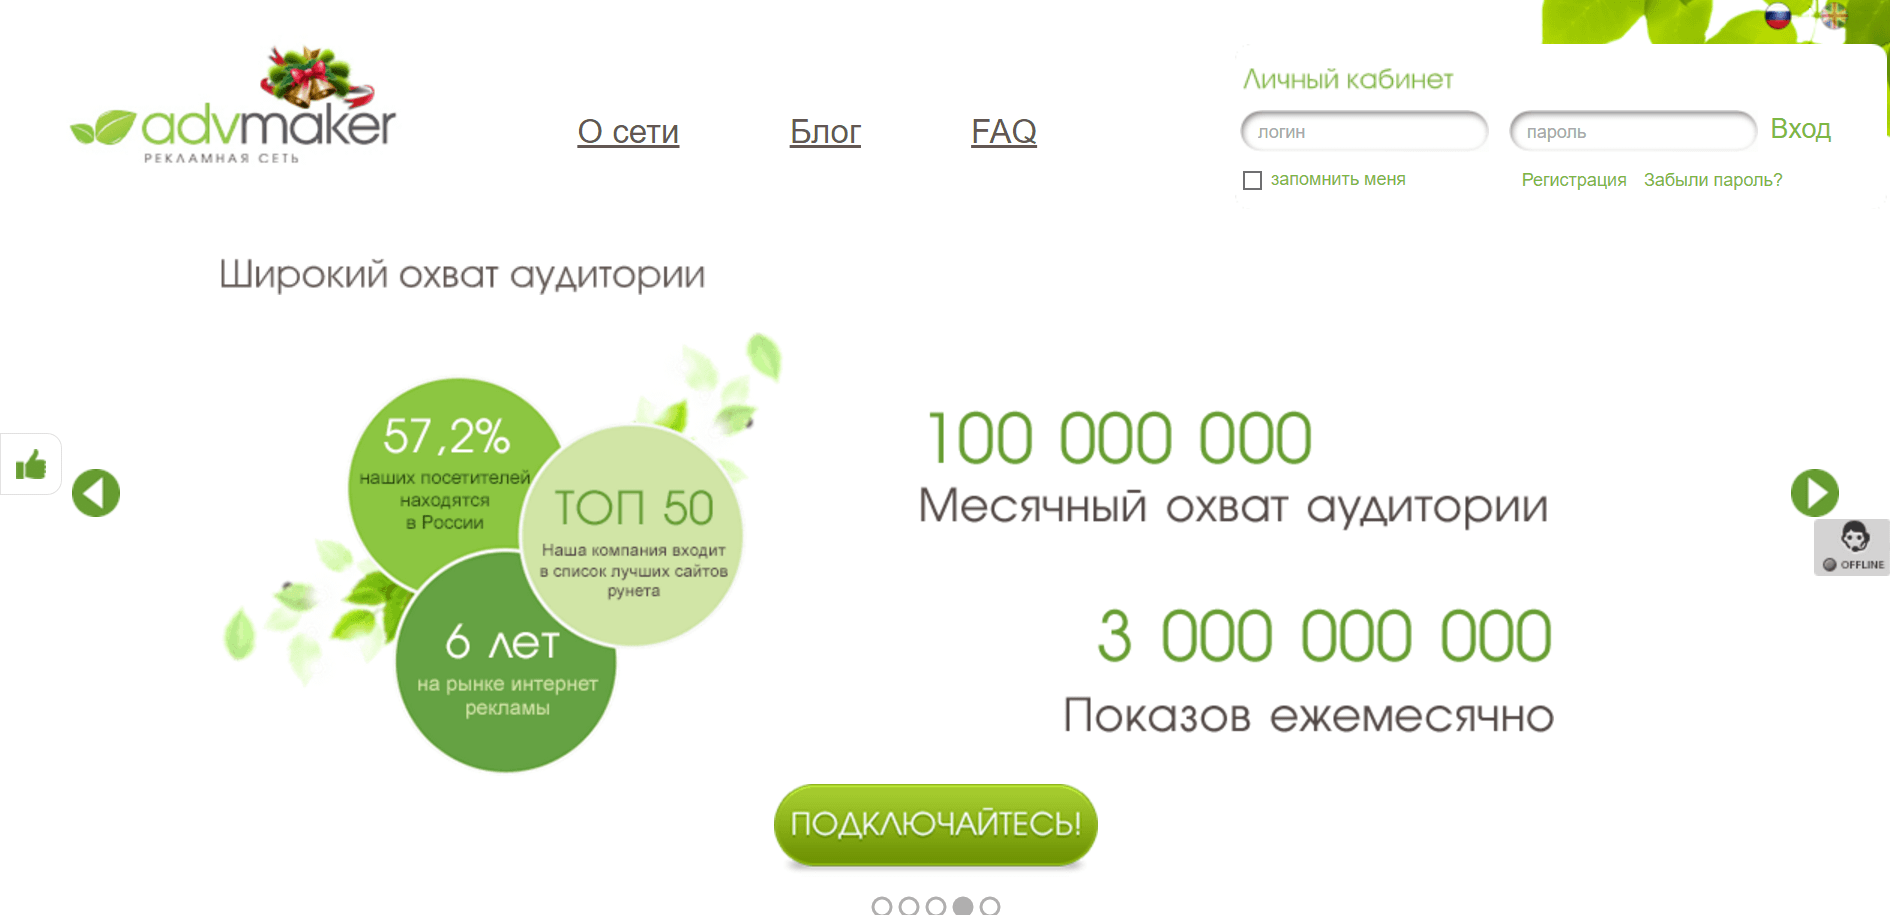 advmaker
РЕКЛАМНАЯ СЕТЬ
О сети
Блог
FAQ
Личный кабинет
логин
пароль
Вход
запомнить меня
Регистрация
Забыли пароль?
Широкий охват аудитории
57,2%
наших посетителей
находятся
в России
ТОП 50
Наша компания входит
в список лучших сайтов
рунета
6 лет
на рынке интернет
рекламы
100 000 000
Месячный охват аудитории
3 000 000 000
Показов ежемесячно
OFFLINE
ПОДКЛЮЧАЙТЕСЬ!